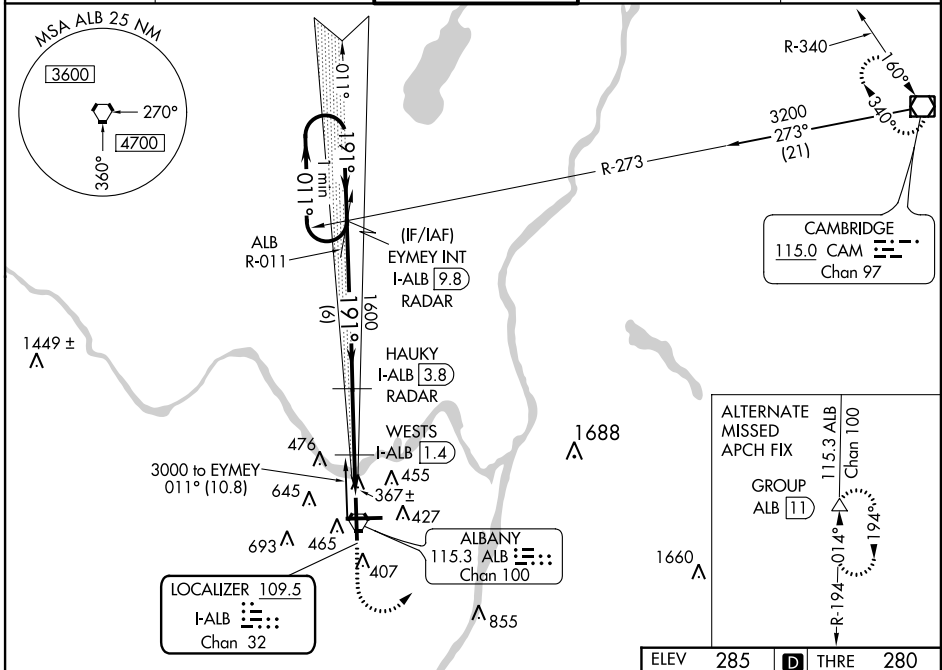 MSA ALB 25 NM
3600
270°
4700
360°
011°
191°
1 min
011°
ALB
R-011
(IF/IAF)
EYMEY INT
I-ALB 9.8
RADAR
R-340
160°
340°
3200
273°
(21)
R-273
CAMBRIDGE
115.0 CAM
Chan 97
1449 ±
191°
1600
(6)
HAUKY
I-ALB 3.8
RADAR
WESTS
I-ALB 1.4
476
455
3000 to EYMEY
011° (10.8)
645
367±
427
693
465
407
1688
ALBANY
115.3 ALB
Chan 100
LOCALIZER 109.5
I-ALB
Chan 32
855
1660
ALTERNATE
MISSED
APCH FIX
115.3 ALB
Chan 100
GROUP
ALB 11
014°
194°
R-194
ELEV 285 D THRE 280